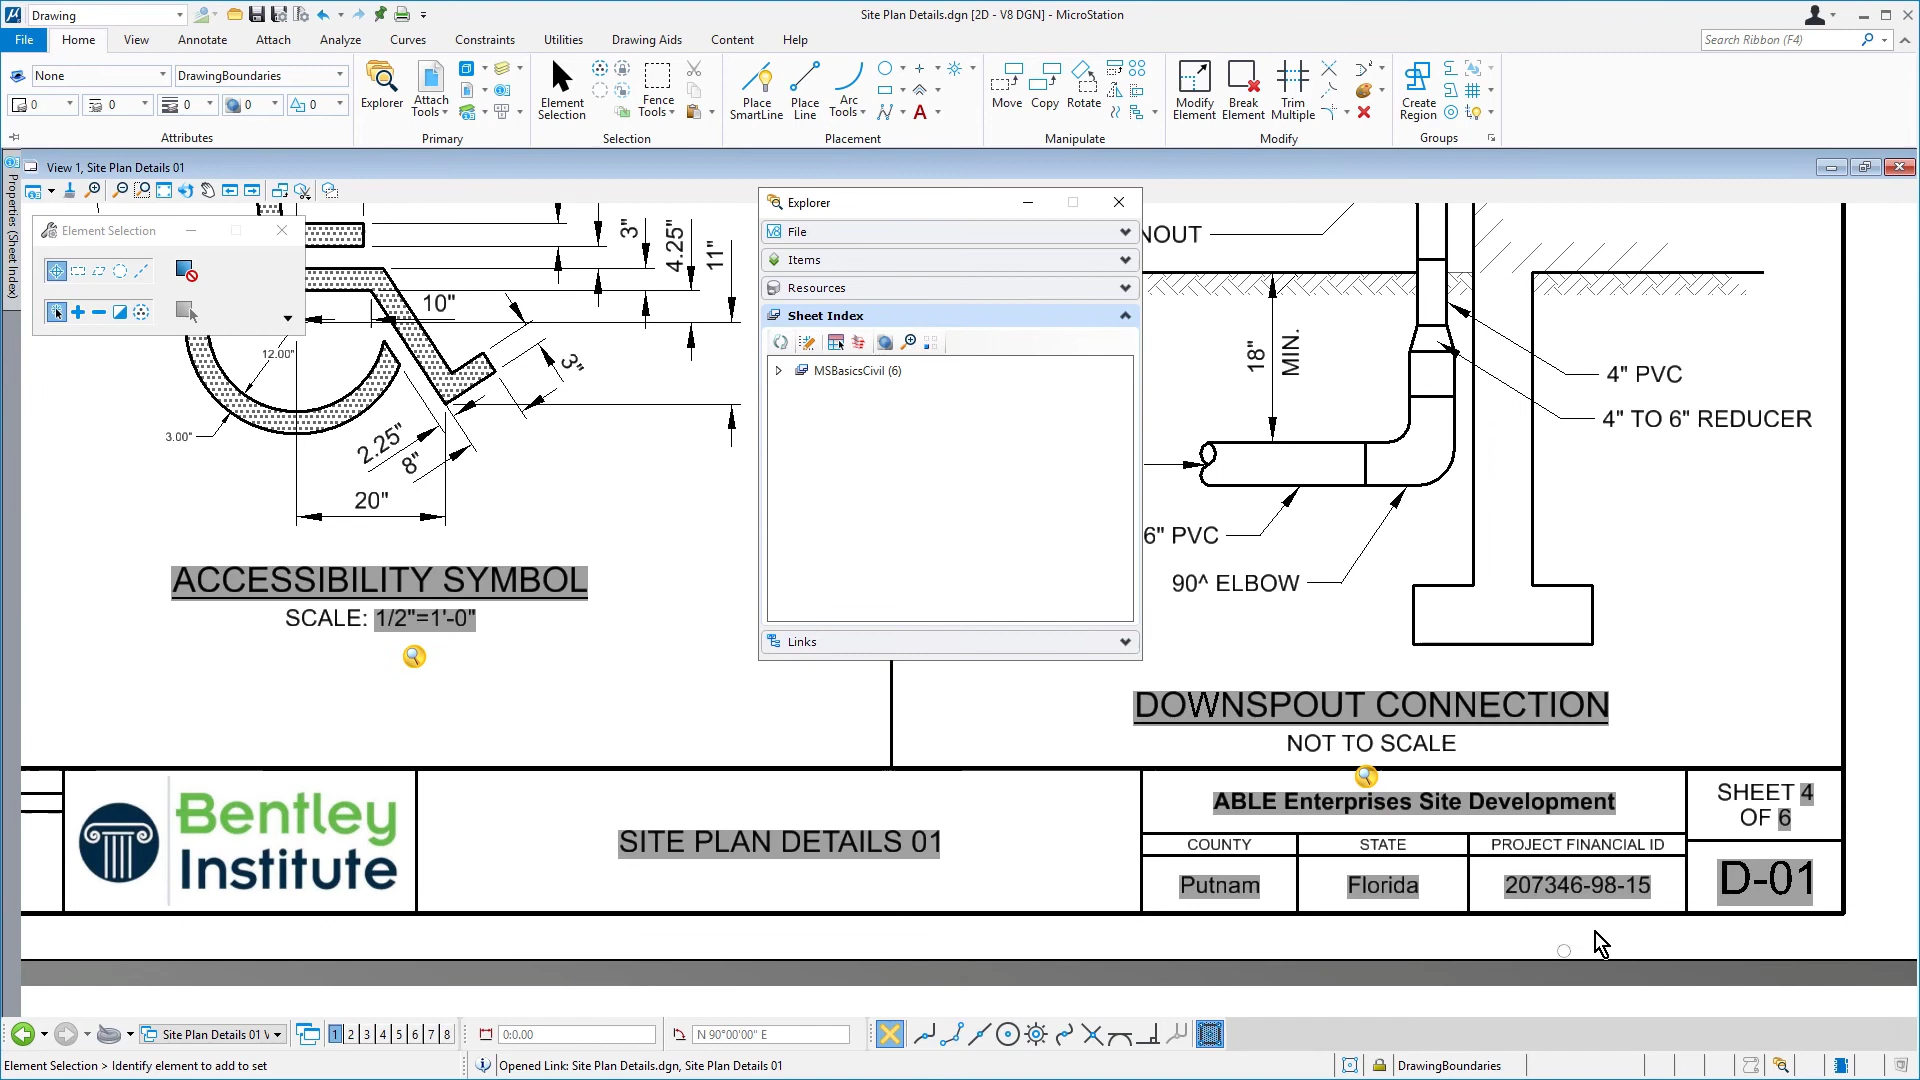 Drawing
Site Plan Details.dgn [2D - V8 DGN] - MicroStation
File Home View Annotate Attach Analyze Curves Constraints Utilities Drawing Aids Content Help
Search Ribbon (F4)
None DrawingBoundaries
0 0 0 0 0
Explorer Attach Tools Element Selection Fence Tools Place SmartLine Place Line Arc Tools Move Copy Rotate Modify Element Break Element Trim Multiple Create Region
Attributes Primary Selection Placement Manipulate Modify Groups
View 1, Site Plan Details 01
Properties (Sheet Index)
Element Selection
Explorer
File
Items
Resources
Sheet Index
MSBasicsCivil (6)
Links
3"
4.25"
11"
10"
12.00"
3"
3.00"
2.25"
8"
20"
ACCESSIBILITY SYMBOL
SCALE: 1/2"=1'-0"
NOUT
18"
MIN.
4" PVC
4" TO 6" REDUCER
6" PVC
90^ ELBOW
DOWNSPOUT CONNECTION
NOT TO SCALE
Bentley
Institute
SITE PLAN DETAILS 01
ABLE Enterprises Site Development
COUNTY STATE PROJECT FINANCIAL ID
Putnam Florida 207346-98-15
SHEET 4
OF 6
D-01
Site Plan Details 01 V 1 2 3 4 5 6 7 8 0:0.00 N 90°00'00" E
Element Selection > Identify element to add to set
Opened Link: Site Plan Details.dgn, Site Plan Details 01
DrawingBoundaries